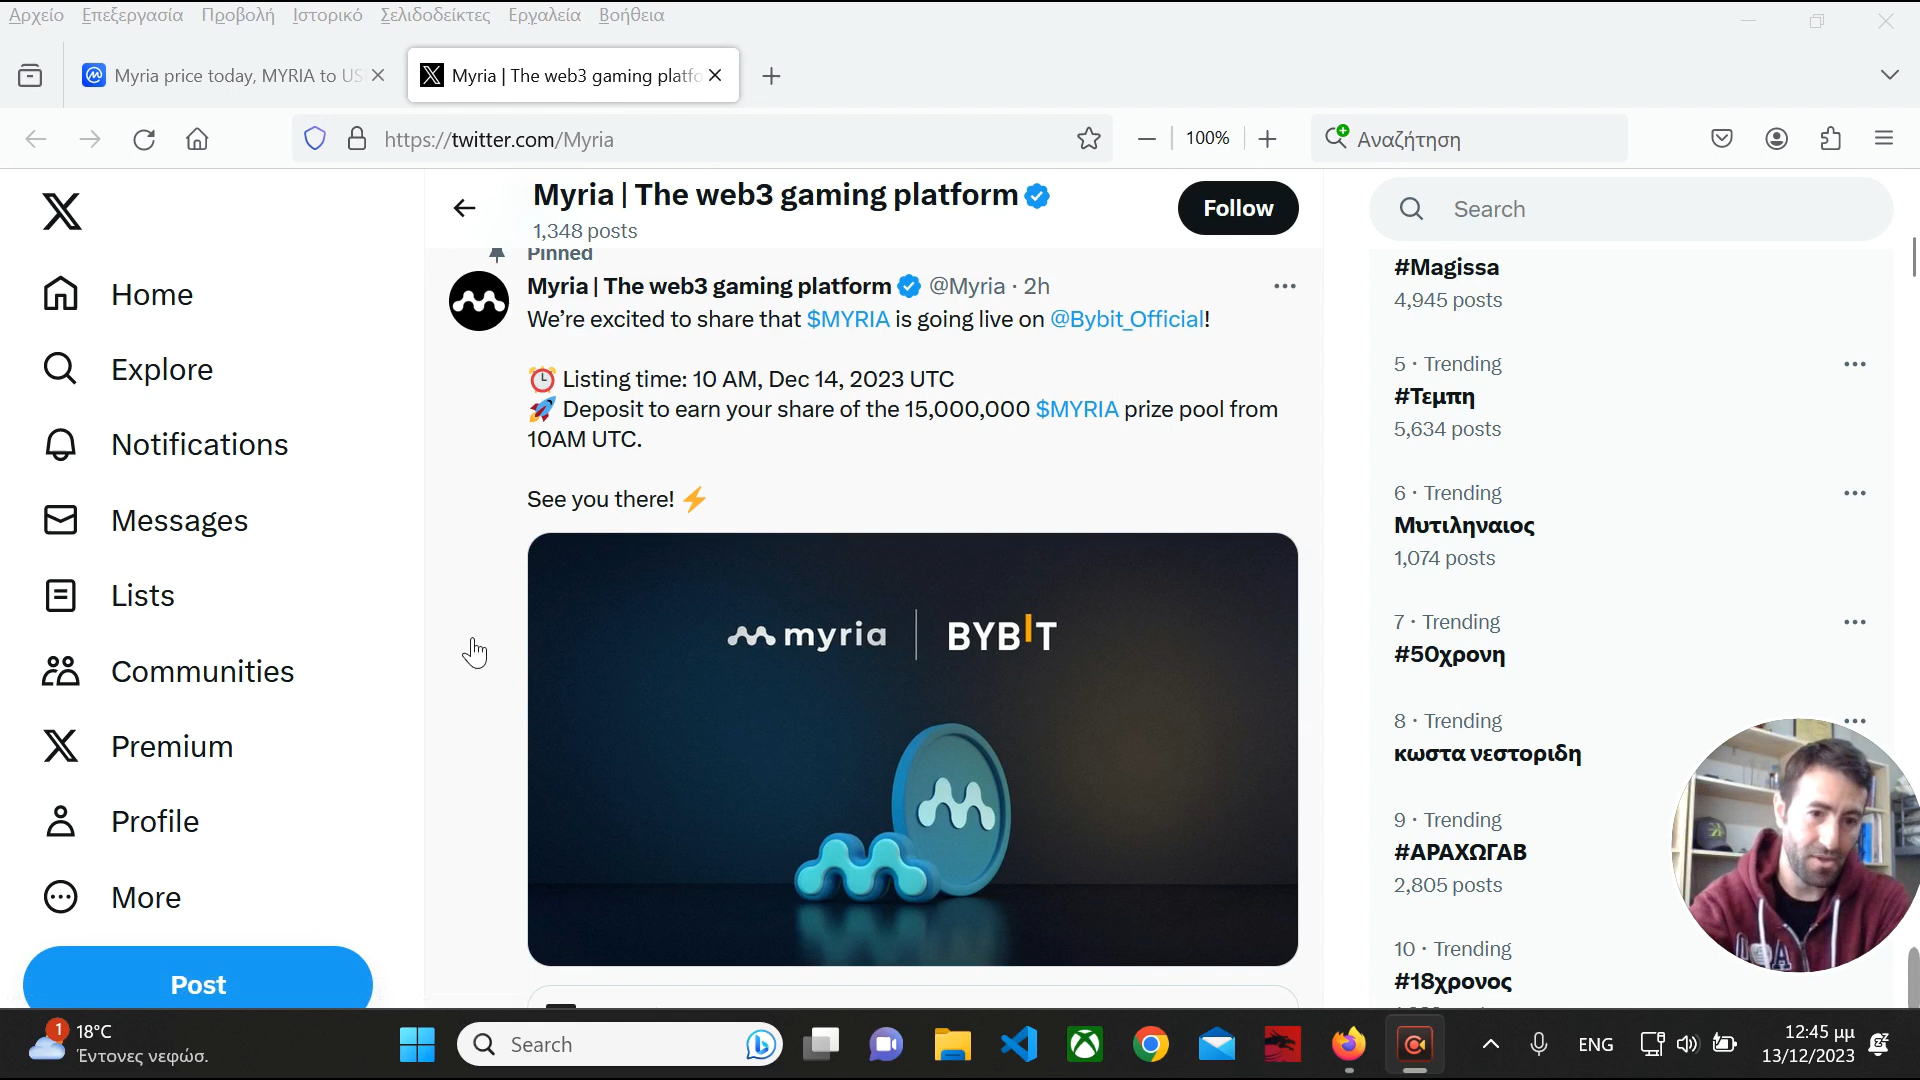 Αρχείο Επεξεργασία Προβολή Ιστορικό Σελιδοδείκτες Εργαλεία Βοήθεια
Myria price today, MYRIA to US
Myria | The web3 gaming platfo
https://twitter.com/Myria
100%
Αναζήτηση
Home
Explore
Notifications
Messages
Lists
Communities
Premium
Profile
More
Post
Myria | The web3 gaming platform
1,348 posts
Follow
Pinned
Myria | The web3 gaming platform @Myria · 2h
We're excited to share that $MYRIA is going live on @Bybit_Official!
⏰ Listing time: 10 AM, Dec 14, 2023 UTC
🚀 Deposit to earn your share of the 15,000,000 $MYRIA prize pool from
10AM UTC.
See you there! ⚡
myria | BYBIT
Search
#Magissa
4,945 posts
5 · Trending
#Τεμπη
5,634 posts
6 · Trending
Μυτιληναιος
1,074 posts
7 · Trending
#50χρονη
8 · Trending
κωστα νεστοριδη
9 · Trending
#ΑΡΑΧΩΓΑΒ
2,805 posts
10 · Trending
#18χρονος
1
18°C
Έντονες νεφώσ.
Search
ENG
12:45 μμ
13/12/2023